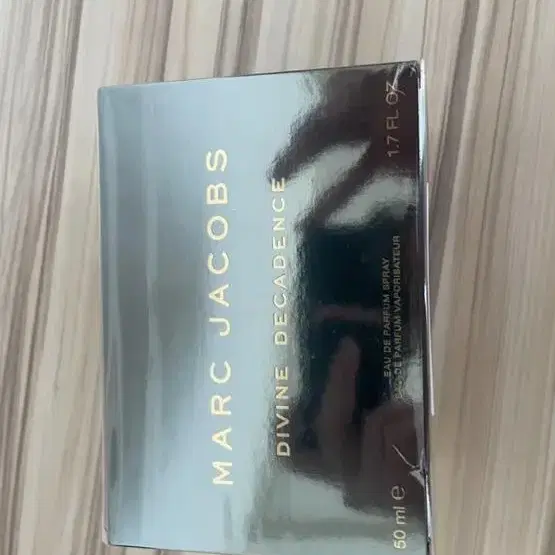 MARC JACOBS
DIVINE DECADENCE
EAU DE PARFUM SPRAY
EAU DE PARFUM VAPORISATEUR
50 ml e 1.7 FL OZ